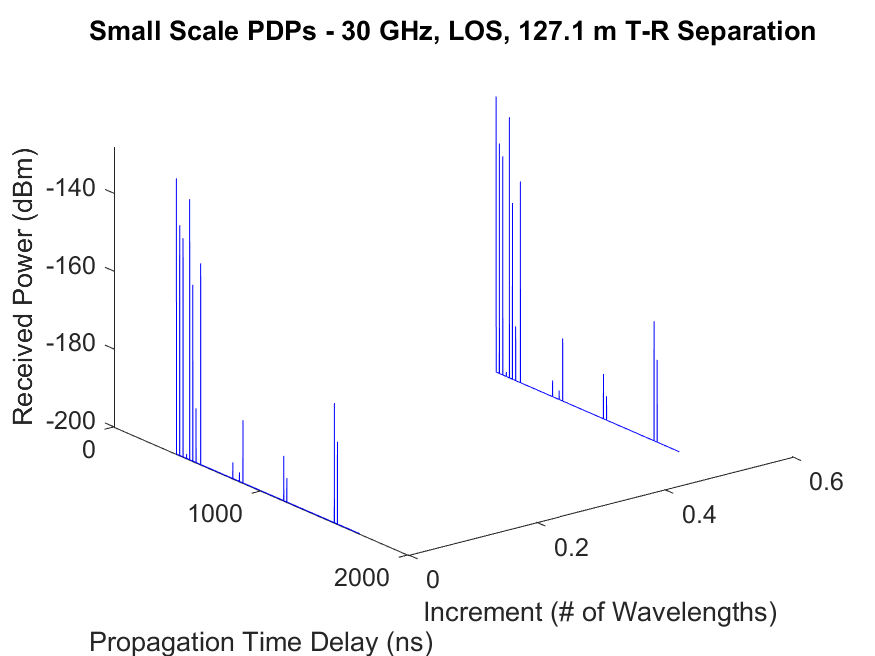 Small Scale PDPs - 30 GHz, LOS, 127.1 m T-R Separation
Received Power (dBm)
-140
-160
-180
-200
0
1000
2000
Propagation Time Delay (ns)
0
0.2
0.4
0.6
Increment (# of Wavelengths)